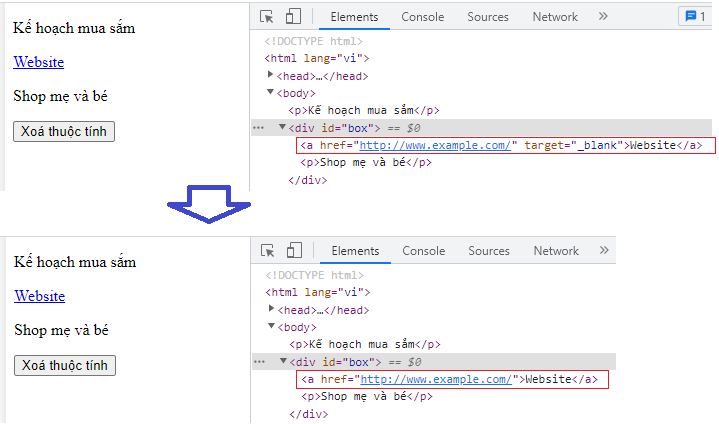 Kế hoạch mua sắm
Website
Shop mẹ và bé
Xoá thuộc tính
Elements Console Sources Network » 1
<!DOCTYPE html>
<html lang="vi">
<head>…</head>
<body>
<p>Kế hoạch mua sắm</p>
<div id="box"> == $0
<a href="http://www.example.com/" target="_blank">Website</a>
<p>Shop mẹ và bé</p>
</div>
Kế hoạch mua sắm
Website
Shop mẹ và bé
Xoá thuộc tính
Elements Console Sources Network »
<!DOCTYPE html>
<html lang="vi">
<head>…</head>
<body>
<p>Kế hoạch mua sắm</p>
<div id="box"> == $0
<a href="http://www.example.com/">Website</a>
<p>Shop mẹ và bé</p>
</div>